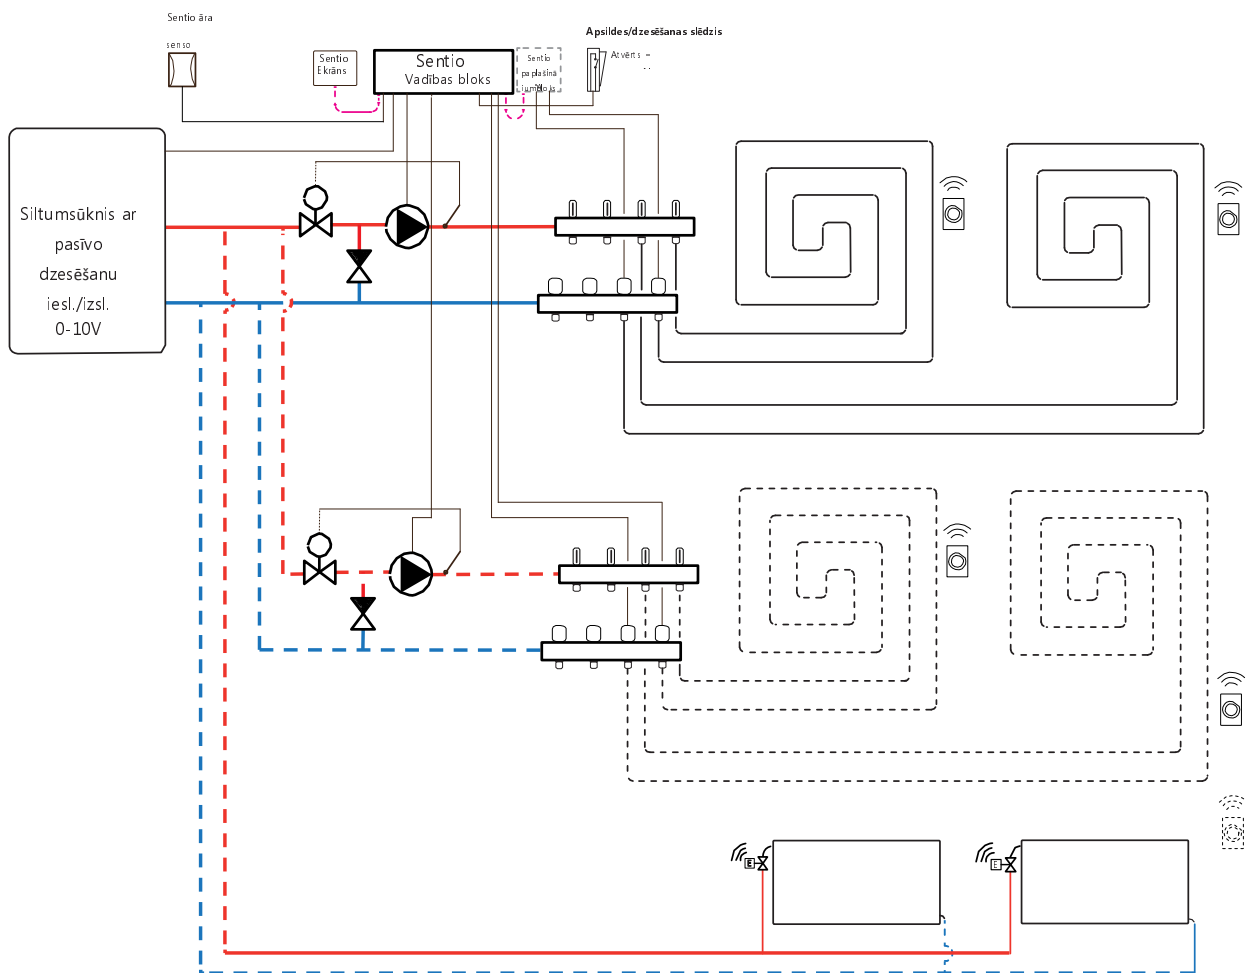 Sentio āra
senso
Sentio
Ekrāns
Sentio
Vadības bloks
Sentio
paplašinā
Apsildes/dzesēšanas slēdzis
Atvērts –
Siltumsūknis ar
pasīvo
dzesēšanu
iesl./izsl.
0-10V
E
E